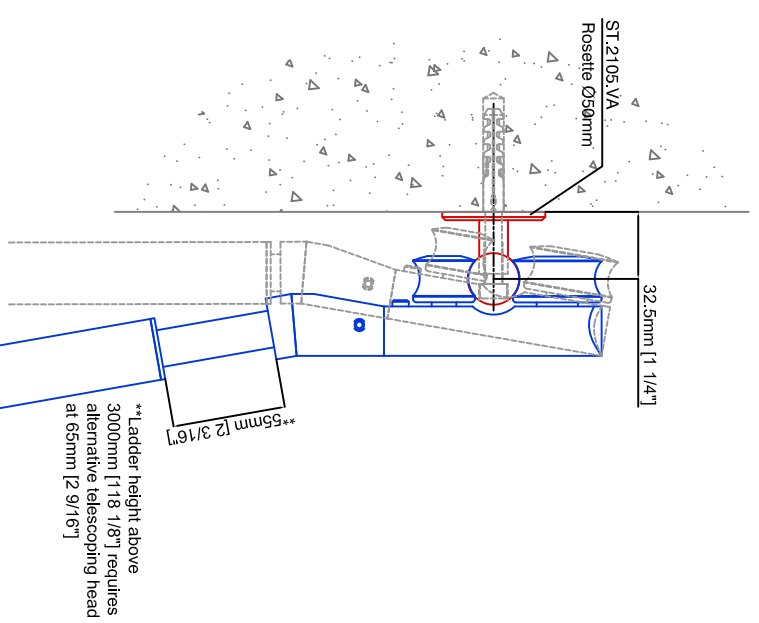 ST.2105.VA
Rosette Ø50mm
32.5mm [1 1/4"]
**55mm [2 3/16"]
**Ladder height above
3000mm [118 1/8"] requires
alternative telescoping head
at 65mm [2 9/16"]